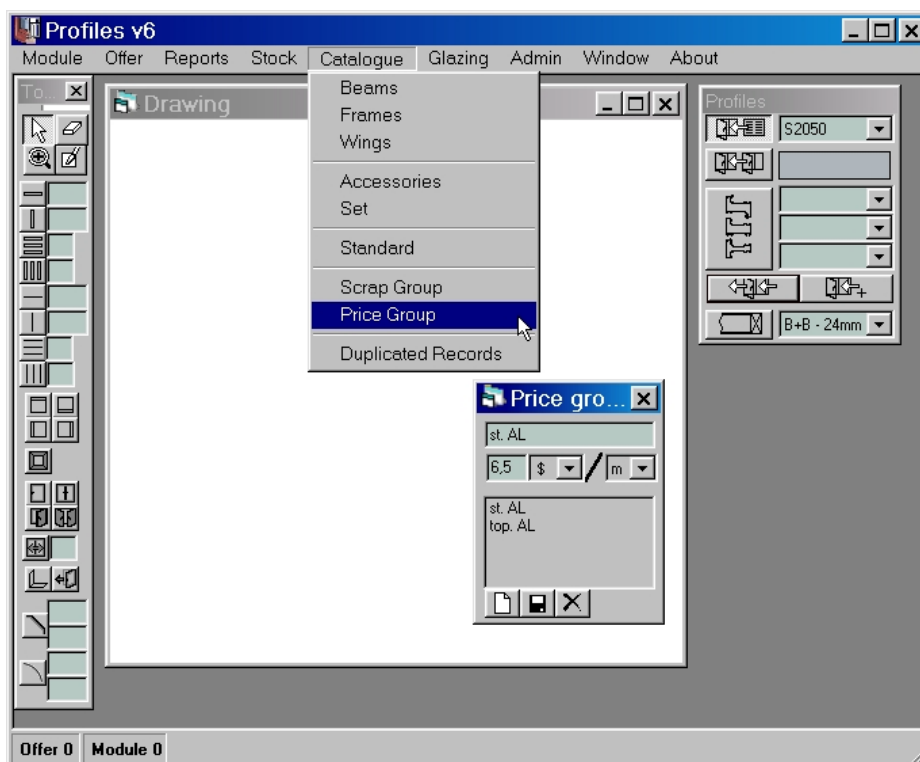 Profiles v6
Module Offer Reports Stock Catalogue Glazing Admin Window About
To...
Drawing
Beams
Frames
Wings
Accessories
Set
Standard
Scrap Group
Price Group
Duplicated Records
Profiles
S2050
B+B - 24mm
Price gro...
st. AL
6,5 $ / m
st. AL
top. AL
Offer 0 Module 0